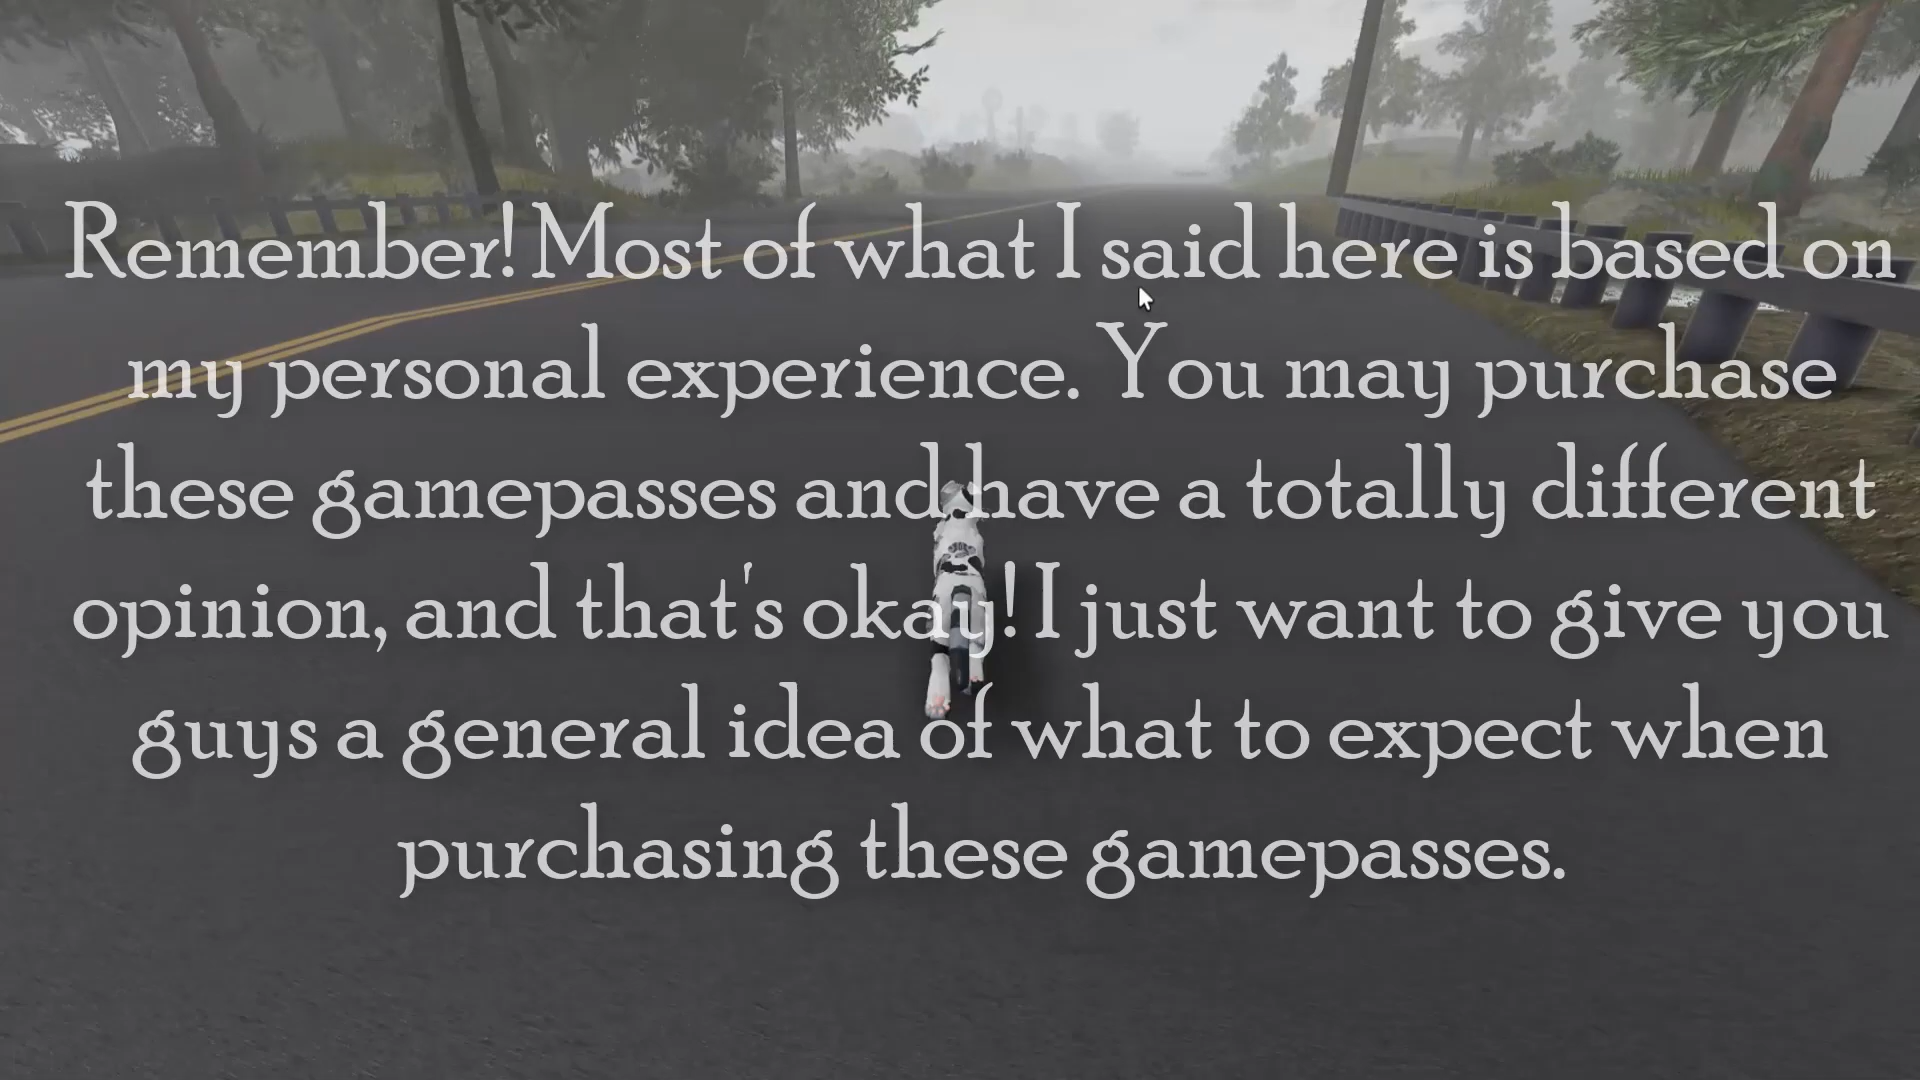 Remember! Most of what I said here is based on
my personal experience. You may purchase
these gamepasses and have a totally different
opinion, and that's okay! I just want to give you
guys a general idea of what to expect when
purchasing these gamepasses.